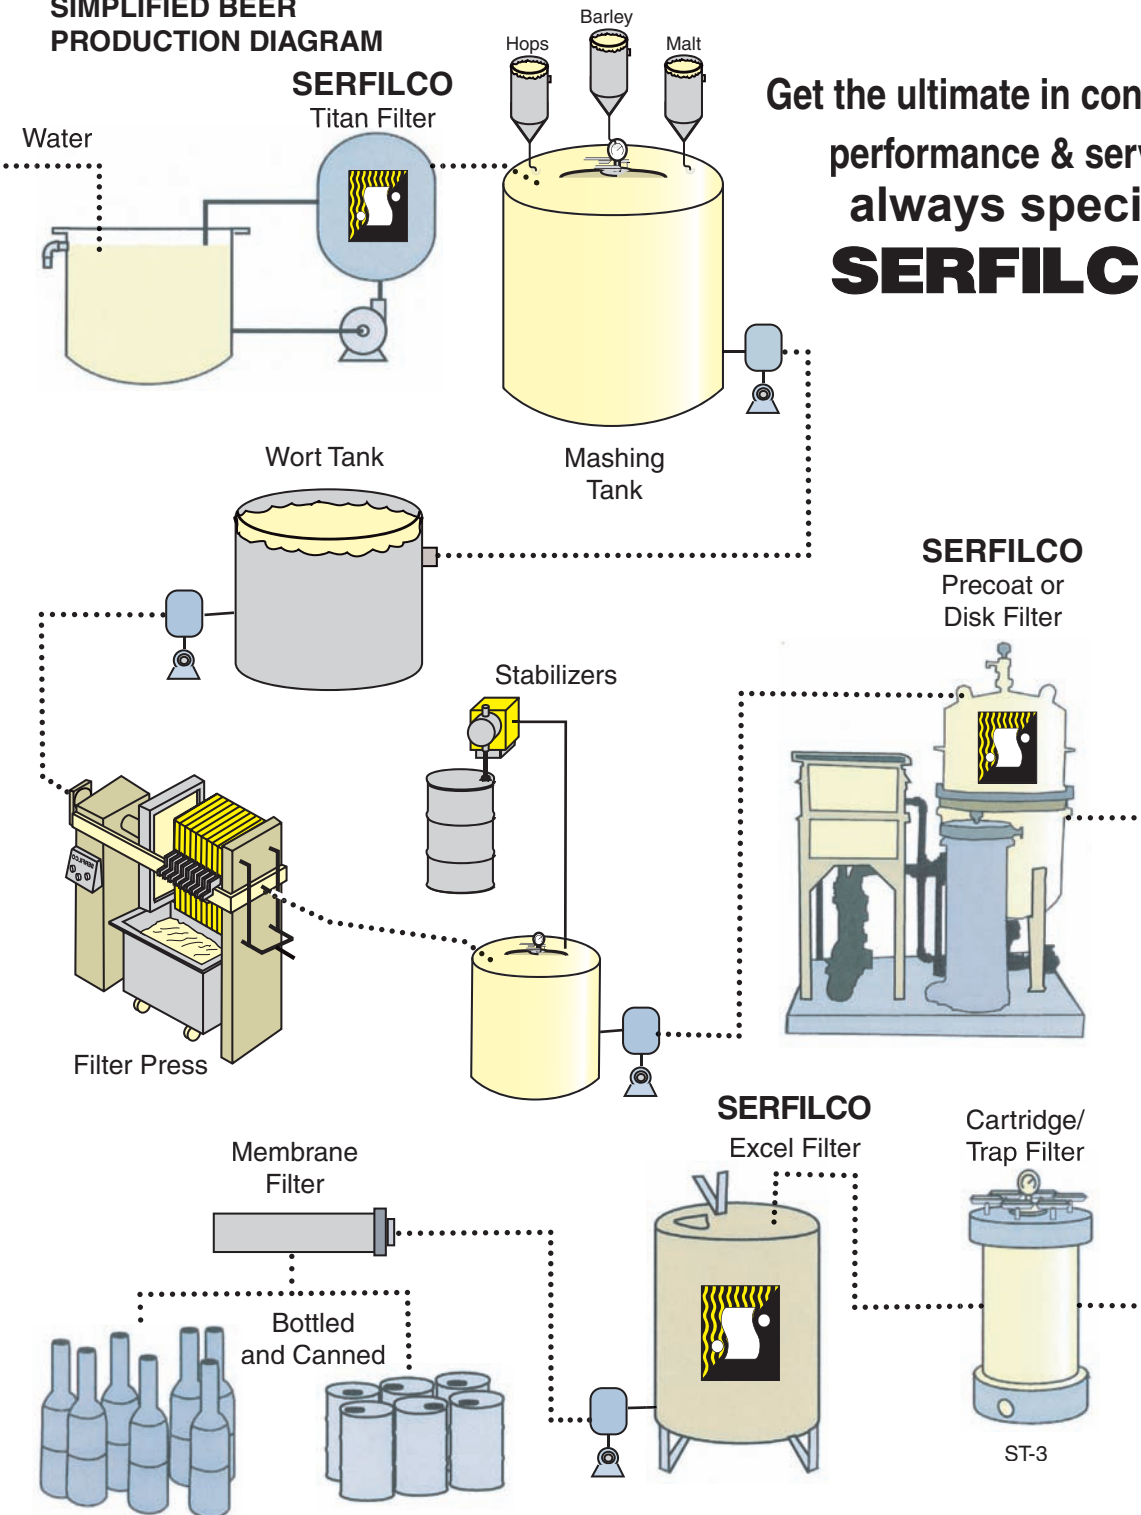 SIMPLIFIED BEER
PRODUCTION DIAGRAM
Barley
Hops
Malt
SERFILCO
Titan Filter
Water
Get the ultimate in con
performance & serv
always speci
SERFILC
Wort Tank
Mashing
Tank
SERFILCO
Precoat or
Disk Filter
Stabilizers
SERFILCO
Filter Press
SERFILCO
Excel Filter
Cartridge/
Trap Filter
Membrane
Filter
Bottled
and Canned
ST-3